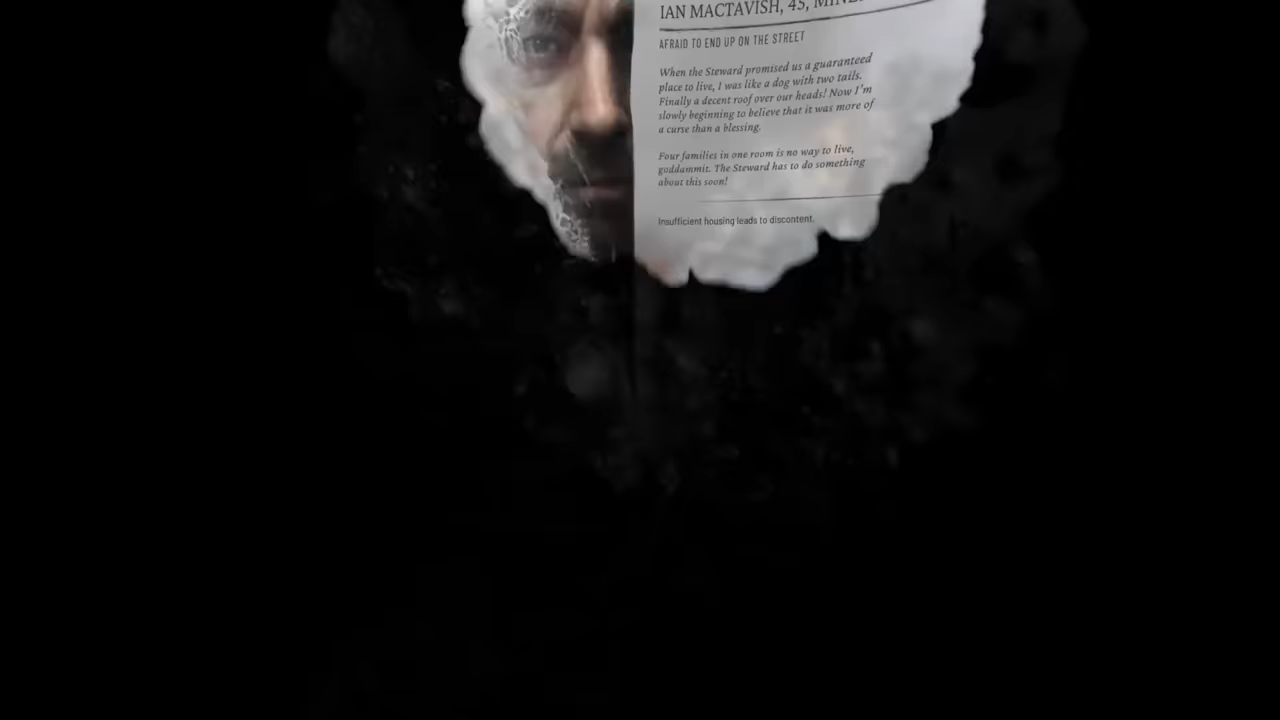 IAN MACTAVISH, 45,
AFRAID TO END UP ON THE STREET
When the Steward promised us a guaranteed
place to live, I was like a dog with two tails.
Finally a decent roof over our heads! Now I'm
slowly beginning to believe that it was more of
a curse than a blessing.
Four families in one room is no way to live,
goddammit. The Steward has to do something
about this soon!
Insufficient housing leads to discontent.